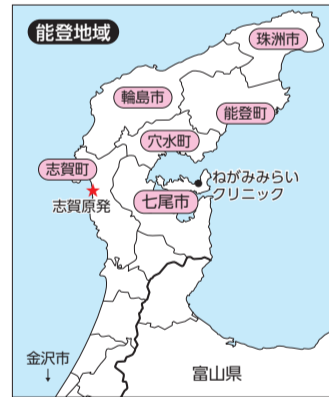 能登地域
珠洲市
輪島市
能登町
穴水町
志賀町
ねがみみらい
クリニック
七尾市
志賀原発
金沢市
↓
富山県